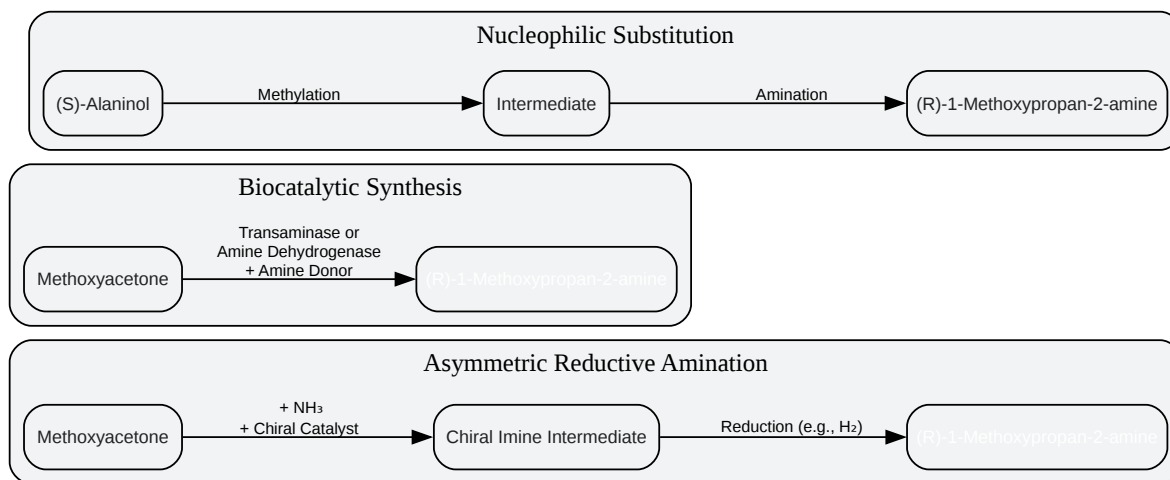 Nucleophilic Substitution
(S)-Alaninol
Methylation
Intermediate
Amination
(R)-1-Methoxypropan-2-amine
Biocatalytic Synthesis
Methoxyacetone
Transaminase or
Amine Dehydrogenase
+ Amine Donor
(R)-1-Methoxypropan-2-amine
Asymmetric Reductive Amination
Methoxyacetone
+ NH₃
+ Chiral Catalyst
Chiral Imine Intermediate
Reduction (e.g., H₂)
(R)-1-Methoxypropan-2-amine